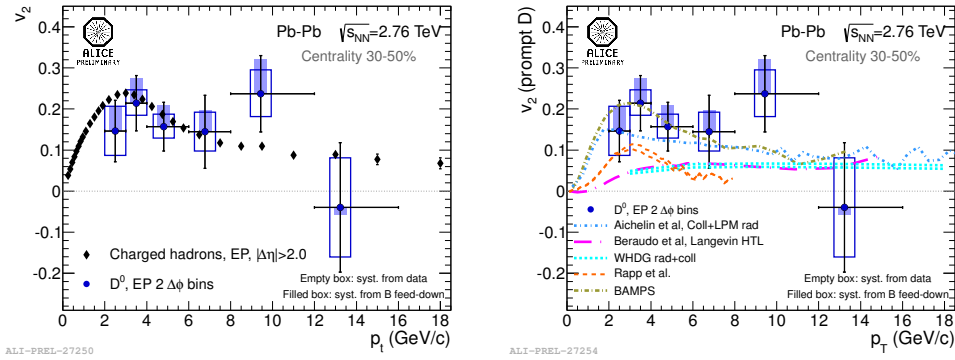 v₂
0.4
0.3
0.2
0.1
0
-0.1
-0.2
ALICE
PRELIMINARY
Pb-Pb √sNN=2.76 TeV
Centrality 30-50%
Charged hadrons, EP, |Δη|>2.0
D⁰, EP 2 Δϕ bins
Empty box: syst. from data
Filled box: syst. from B feed-down
0 2 4 6 8 10 12 14 16 18
pt (GeV/c)
ALI-PREL-27250
v₂ (prompt D)
0.4
0.3
0.2
0.1
0
-0.1
-0.2
ALICE
PRELIMINARY
Pb-Pb √sNN=2.76 TeV
Centrality 30-50%
D⁰, EP 2 Δϕ bins
Aichelin et al, Coll+LPM rad
Beraudo et al, Langevin HTL
WHDG rad+coll
Rapp et al.
BAMPS
Empty box: syst. from data
Filled box: syst. from B feed-down
0 2 4 6 8 10 12 14 16 18
pT (GeV/c)
ALI-PREL-27254